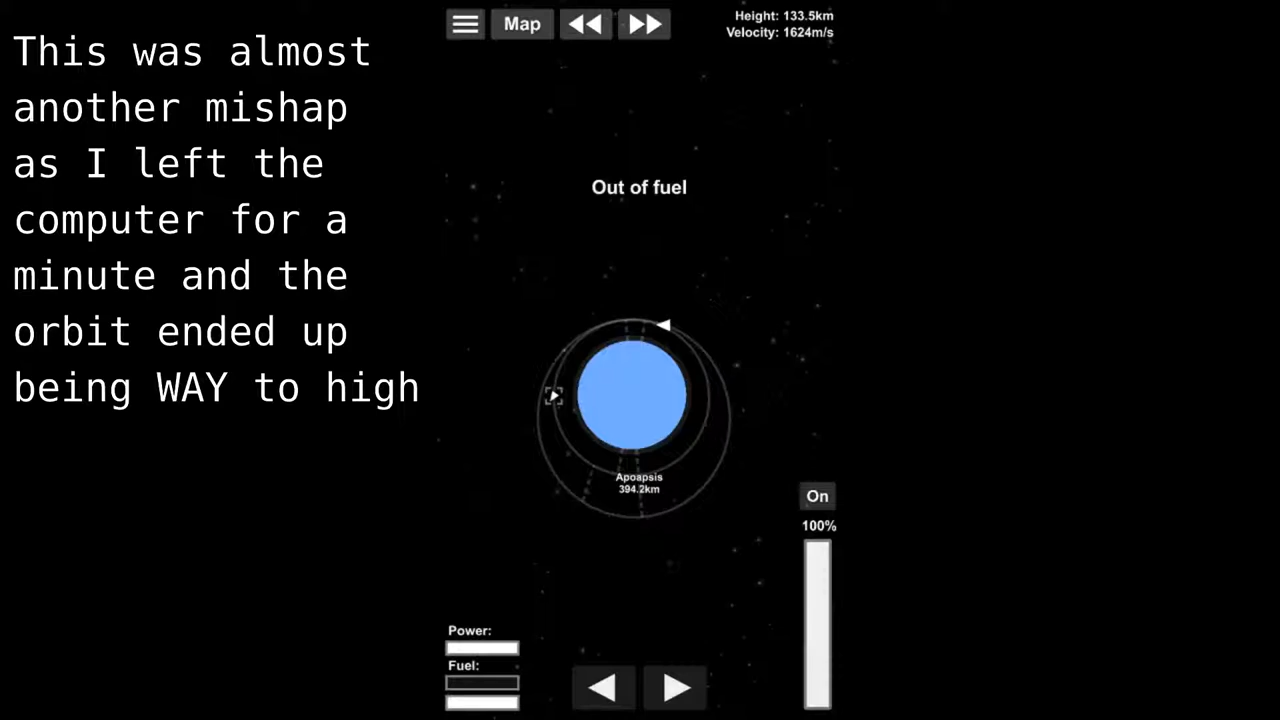 This was almost
another mishap
as I left the
computer for a
minute and the
orbit ended up
being WAY to high
Map
Height: 133.5km
Velocity: 1624m/s
Out of fuel
Apoapsis
394.2km
On
100%
Power:
Fuel: